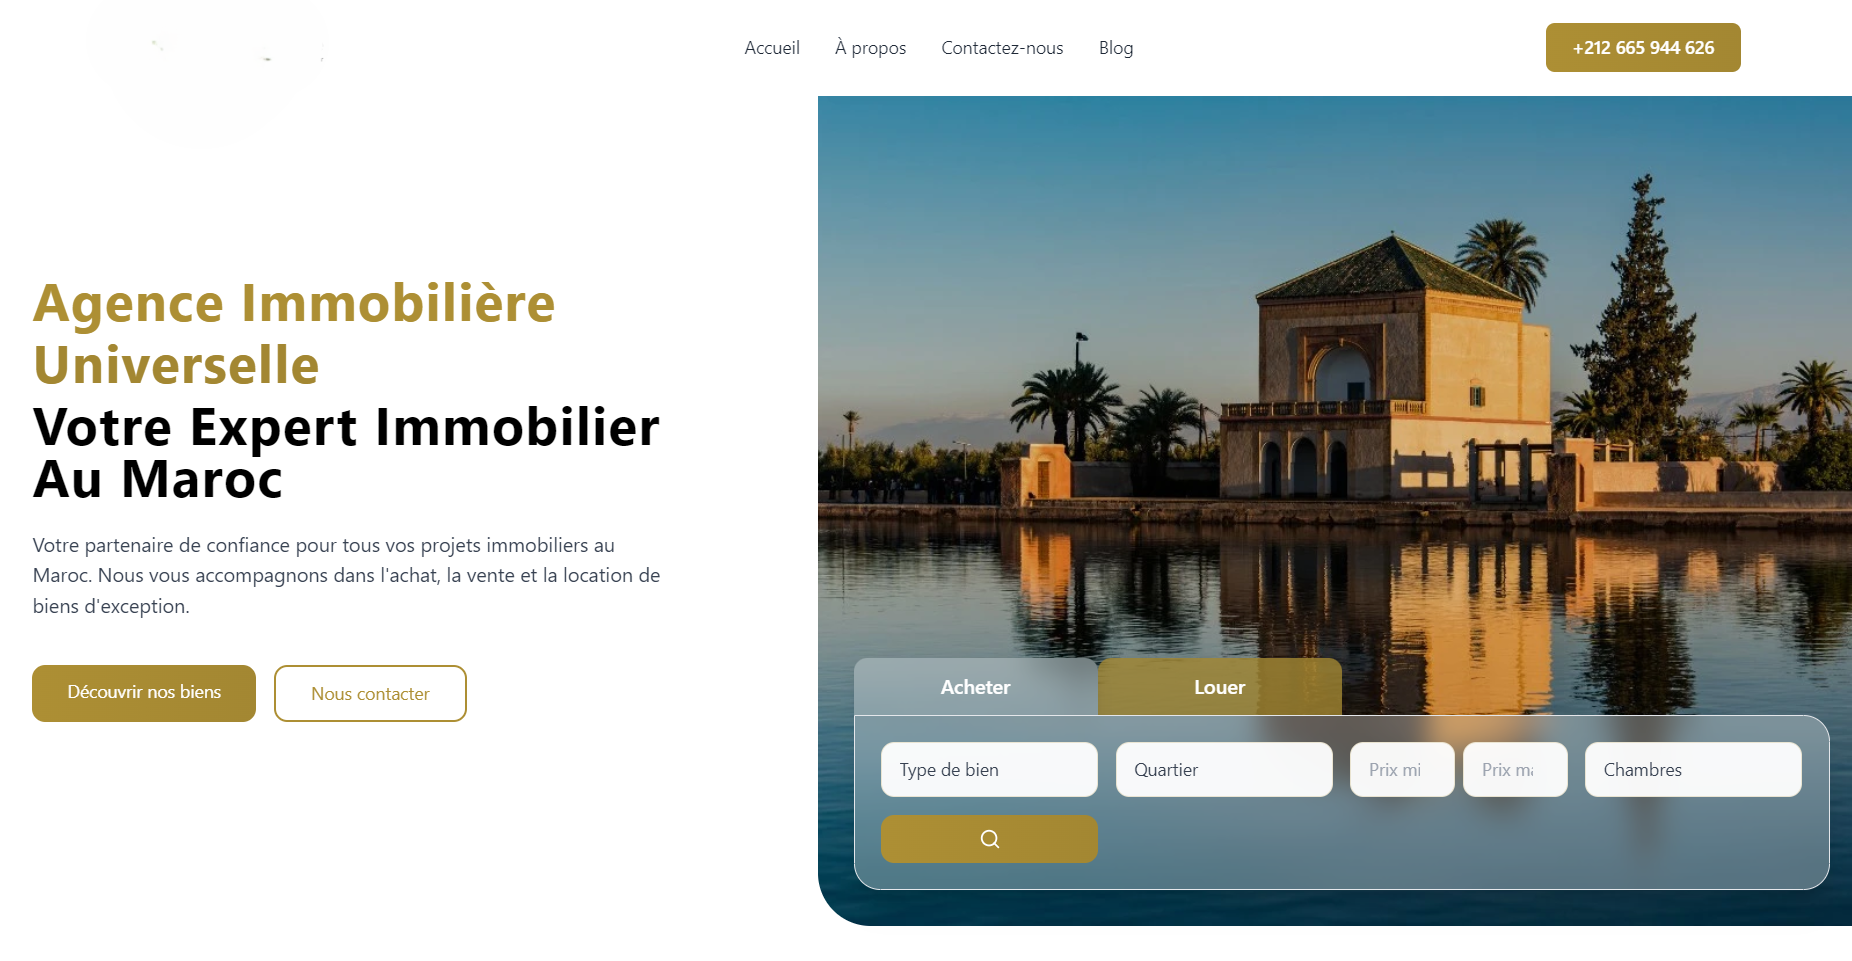 Accueil
À propos
Contactez-nous
Blog
+212 665 944 626
Agence Immobilière
Universelle
Votre Expert Immobilier
Au Maroc
Votre partenaire de confiance pour tous vos projets immobiliers au
Maroc. Nous vous accompagnons dans l'achat, la vente et la location de
biens d'exception.
Découvrir nos biens
Nous contacter
Acheter
Louer
Type de bien
Quartier
Prix mi
Prix ma
Chambres